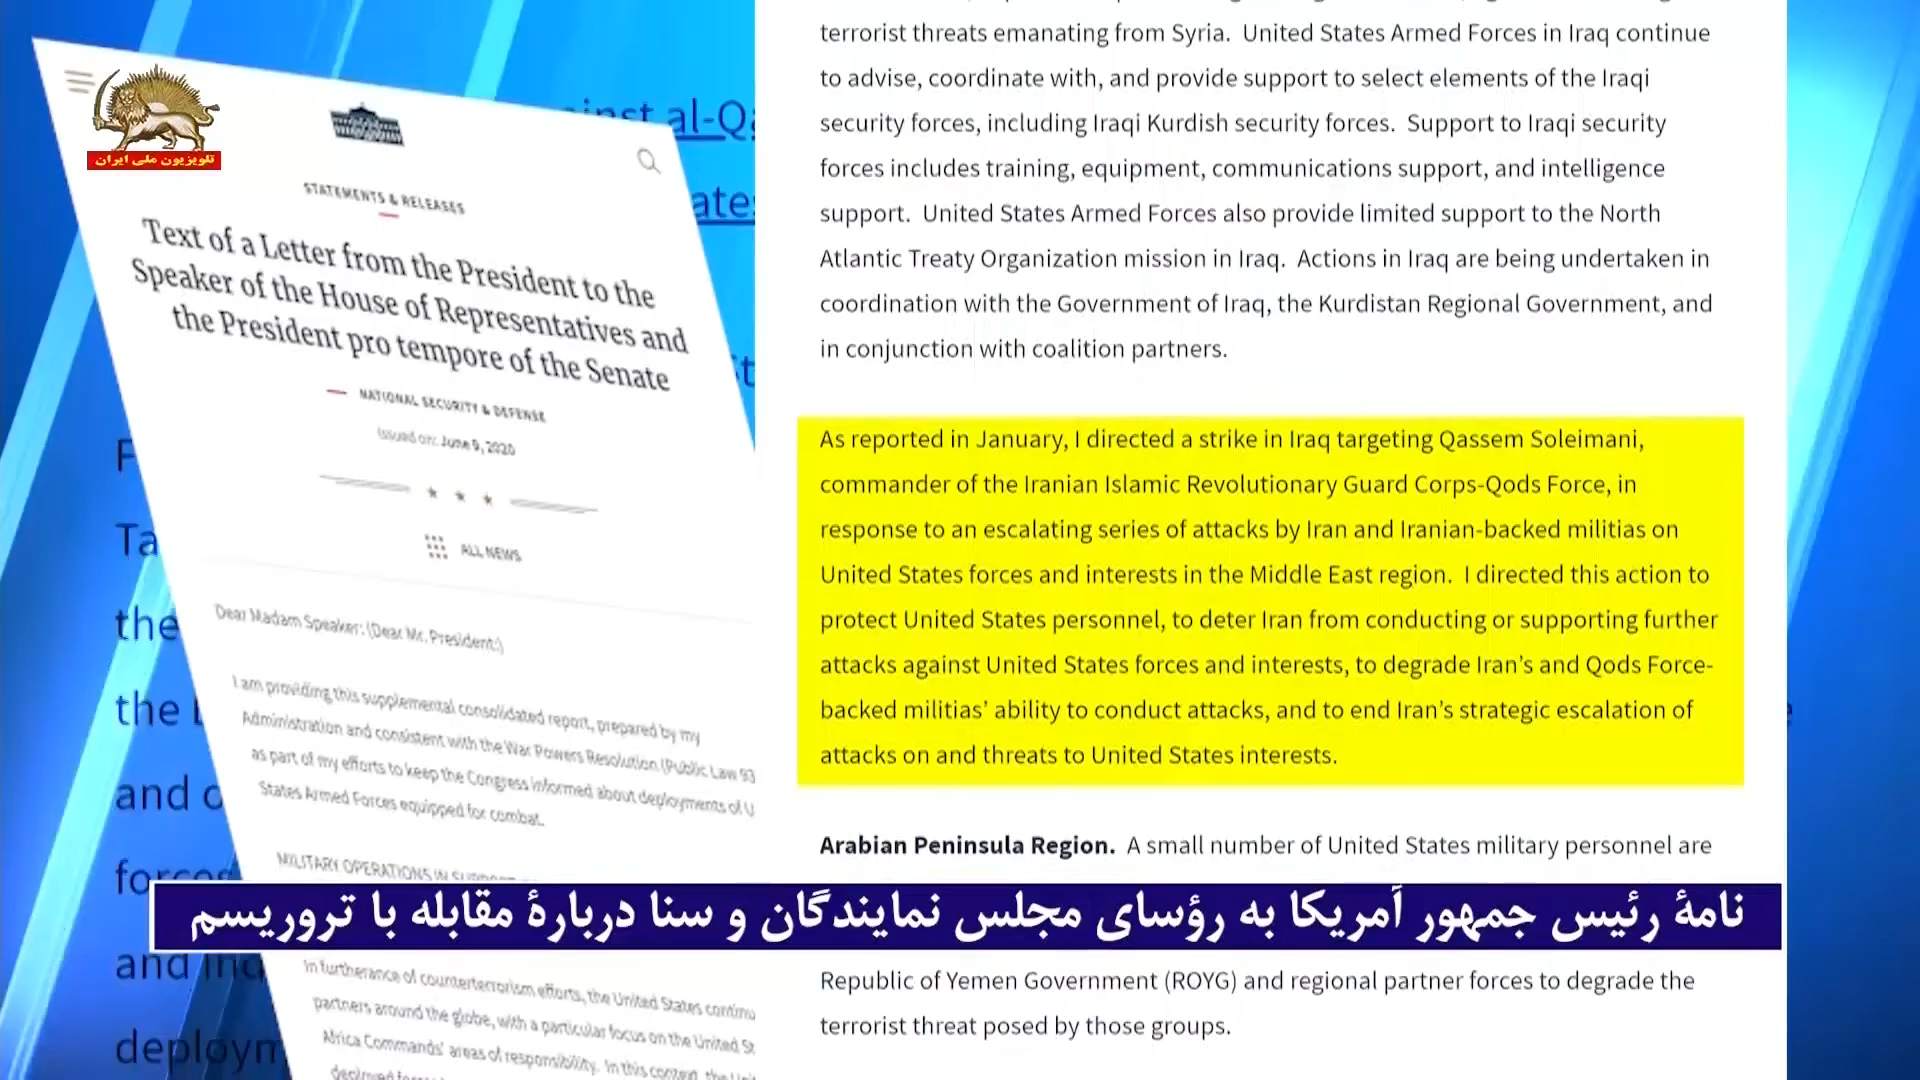 تلویزیون ملی ایران
STATEMENTS & RELEASES
Text of a Letter from the President to the
Speaker of the House of Representatives and
the President pro tempore of the Senate
NATIONAL SECURITY & DEFENSE
Issued on: June 9, 2020
ALL NEWS
Dear Madam Speaker: (Dear Mr. President:)
I am providing this supplemental consolidated report, prepared by my
Administration and consistent with the War Powers Resolution (Public Law 93
as part of my efforts to keep the Congress informed about deployments of U
States Armed Forces equipped for combat.
MILITARY OPERATIONS IN
In furtherance of counterterrorism efforts, the United States continu
partners around the globe, with a particular focus on the United St
Africa Commands' areas of responsibility. In this context, the
al-Q
ates
Ta
the
the
and
forces
and
deploym
terrorist threats emanating from Syria. United States Armed Forces in Iraq continue
to advise, coordinate with, and provide support to select elements of the Iraqi
security forces, including Iraqi Kurdish security forces. Support to Iraqi security
forces includes training, equipment, communications support, and intelligence
support. United States Armed Forces also provide limited support to the North
Atlantic Treaty Organization mission in Iraq. Actions in Iraq are being undertaken in
coordination with the Government of Iraq, the Kurdistan Regional Government, and
in conjunction with coalition partners.
As reported in January, I directed a strike in Iraq targeting Qassem Soleimani,
commander of the Iranian Islamic Revolutionary Guard Corps-Qods Force, in
response to an escalating series of attacks by Iran and Iranian-backed militias on
United States forces and interests in the Middle East region. I directed this action to
protect United States personnel, to deter Iran from conducting or supporting further
attacks against United States forces and interests, to degrade Iran’s and Qods Force-
backed militias’ ability to conduct attacks, and to end Iran’s strategic escalation of
attacks on and threats to United States interests.
Arabian Peninsula Region. A small number of United States military personnel are
نامهٔ رئیس جمهور آمریکا به رؤسای مجلس نمایندگان و سنا دربارهٔ مقابله با تروریسم
Republic of Yemen Government (ROYG) and regional partner forces to degrade the
terrorist threat posed by those groups.